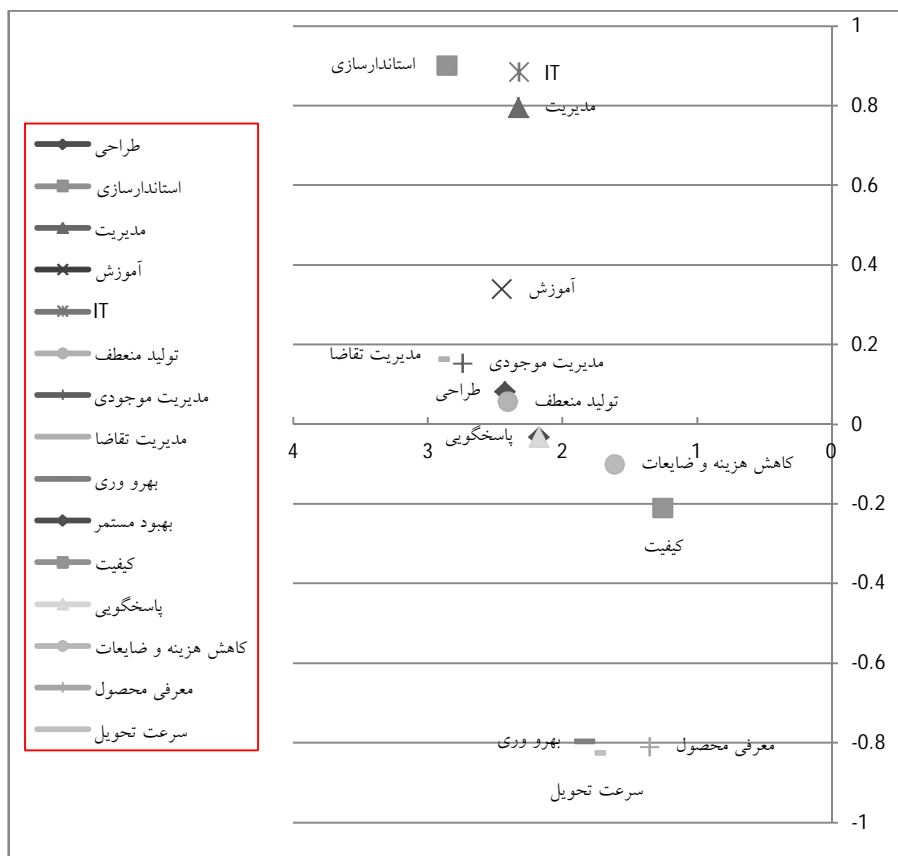 طراحی
استاندارسازی
مدیریت
آموزش
IT
تولید منعطف
مدیریت موجودی
مدیریت تقاضا
بهرو وری
بهبود مستمر
کیفیت
پاسخگویی
کاهش هزینه و ضایعات
معرفی محصول
سرعت تحویل
1
0.8
0.6
0.4
0.2
0
-0.2
-0.4
-0.6
-0.8
-1
4
3
2
1
0
استاندارسازی
IT
مدیریت
آموزش
مدیریت تقاضا
مدیریت موجودی
طراحی
تولید منعطف
پاسخگویی
کاهش هزینه و ضایعات
کیفیت
بهرو وری
معرفی محصول
سرعت تحویل